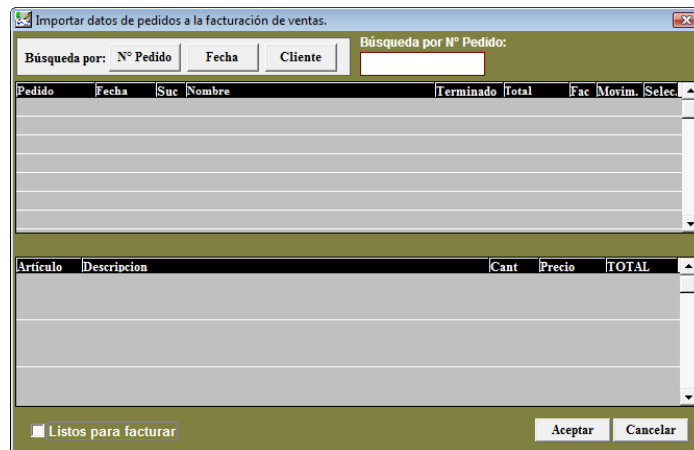 Importar datos de pedidos a la facturación de ventas.
Búsqueda por: N° Pedido Fecha Cliente
Búsqueda por N° Pedido:
Pedido Fecha Suc Nombre Terminado Total Fac Movim. Selec.
Artículo Descripcion Cant Precio TOTAL
Listos para facturar Aceptar Cancelar